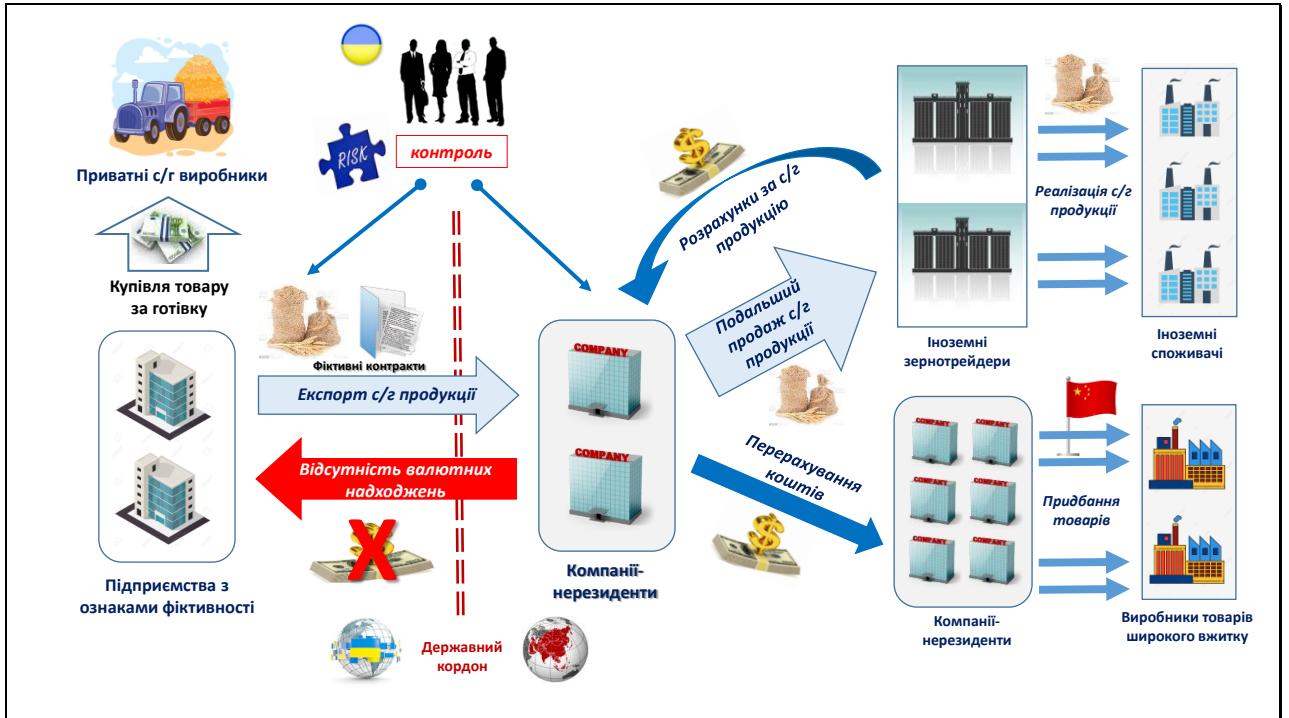 RISK
контроль
Приватні с/г виробники
Купівля товару
за готівку
Фіктивні контракти
Експорт с/г продукції
Відсутність валютних
надходжень
X
Підприємства з
ознаками фіктивності
Державний
кордон
COMPANY
COMPANY
Компанії-
нерезиденти
Розрахунки за с/г
продукцію
Подальший
продаж с/г
продукції
Перерахування
коштів
Іноземні
зернотрейдери
Реалізація с/г
продукції
Іноземні
споживачі
COMPANY
COMPANY
COMPANY
COMPANY
COMPANY
COMPANY
Компанії-
нерезиденти
Придбання
товарів
Виробники товарів
широкого вжитку